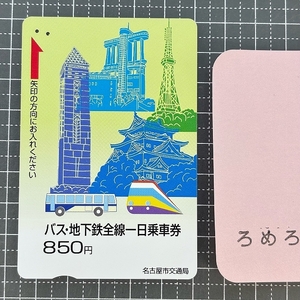 矢印の方向にお入れください
バス・地下鉄全線一日乗車券
850円
名古屋市交通局
ろめろ